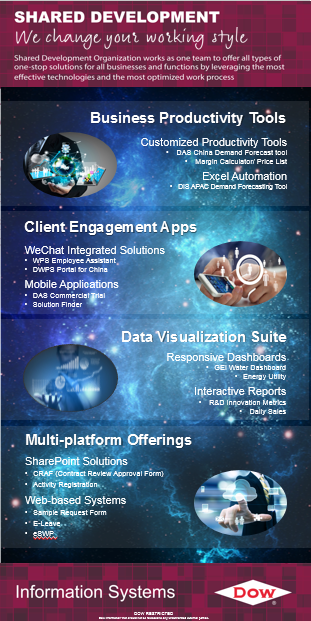 SHARED DEVELOPMENT
We change your working style
Shared Development Organization works as one team to offer all types of
one-stop solutions for all businesses and functions by leveraging the most
effective technologies and the most optimized work process
Business Productivity Tools
Customized Productivity Tools
• DAS China Demand Forecast tool
• Margin Calculator/ Price List
Excel Automation
• DIS APAC Demand Forecasting Tool
Client Engagement Apps
WeChat Integrated Solutions
• WPS Employee Assistant
• DWPS Portal for China
Mobile Applications
• DAS Commercial Trial
• Solution Finder
Data Visualization Suite
Responsive Dashboards
• GEI Water Dashboard
• Energy Utility
Interactive Reports
• R&D Innovation Metrics
• Daily Sales
Multi-platform Offerings
SharePoint Solutions
• CRAF (Contract Review Approval Form)
• Activity Registration
Web-based Systems
• Sample Request Form
• E-Leave
• eSWP
Information Systems
DOW
DOW RESTRICTED